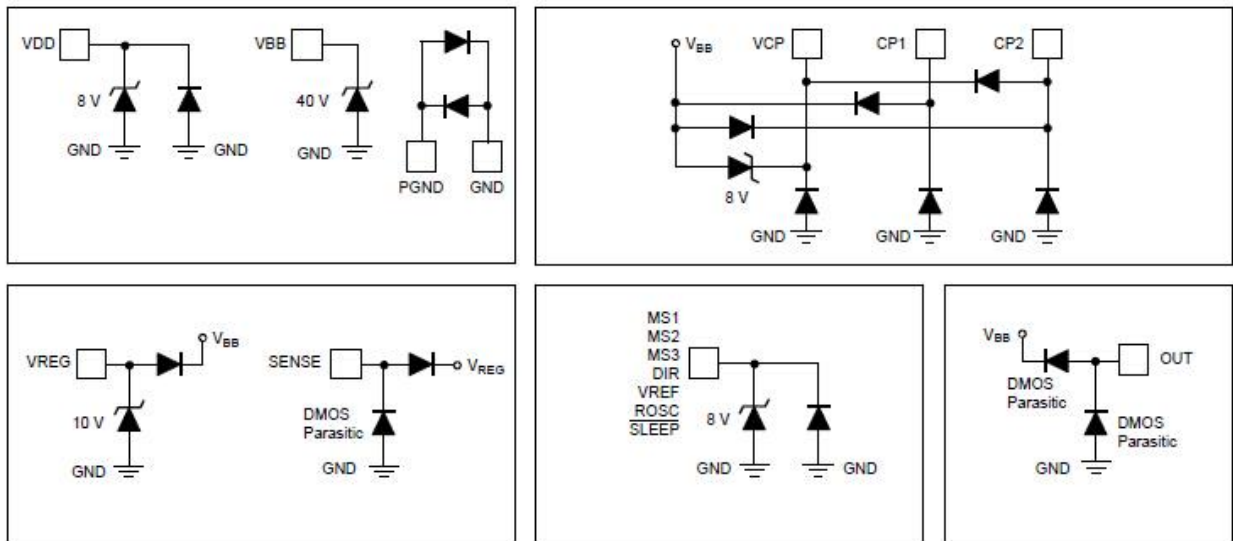 VDD
8 V
GND
GND
VBB
40 V
GND
PGND
GND
VBB
VCP
CP1
CP2
8 V
GND
GND
GND
VREG
VBB
10 V
GND
SENSE
VREG
DMOS
Parasitic
GND
MS1
MS2
MS3
DIR
VREF
ROSC
SLEEP
8 V
GND
GND
VBB
OUT
DMOS
Parasitic
DMOS
Parasitic
GND